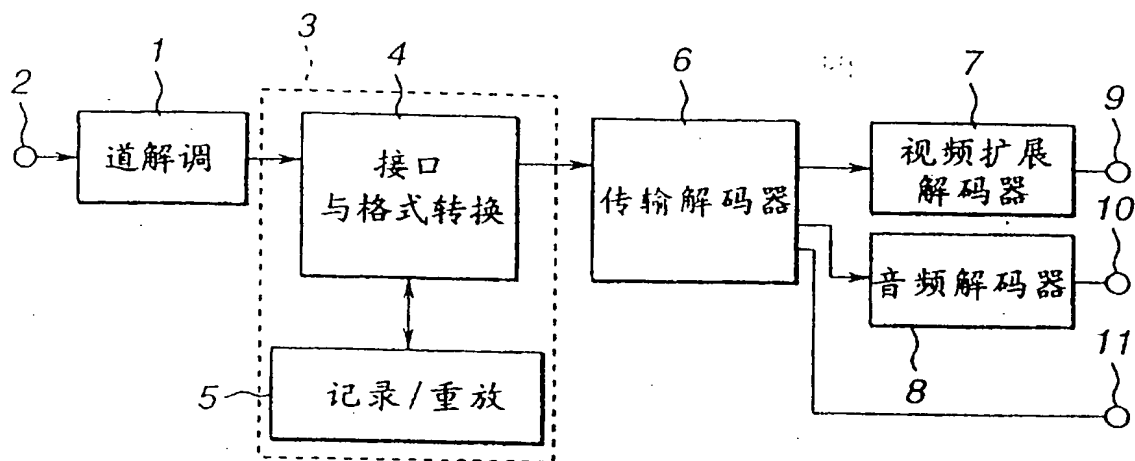 3
1
4
6
7
2
9
道解调
接口
与格式转换
传输解码器
视频扩展
解码器
10
音频解码器
5
记录/重放
8
11